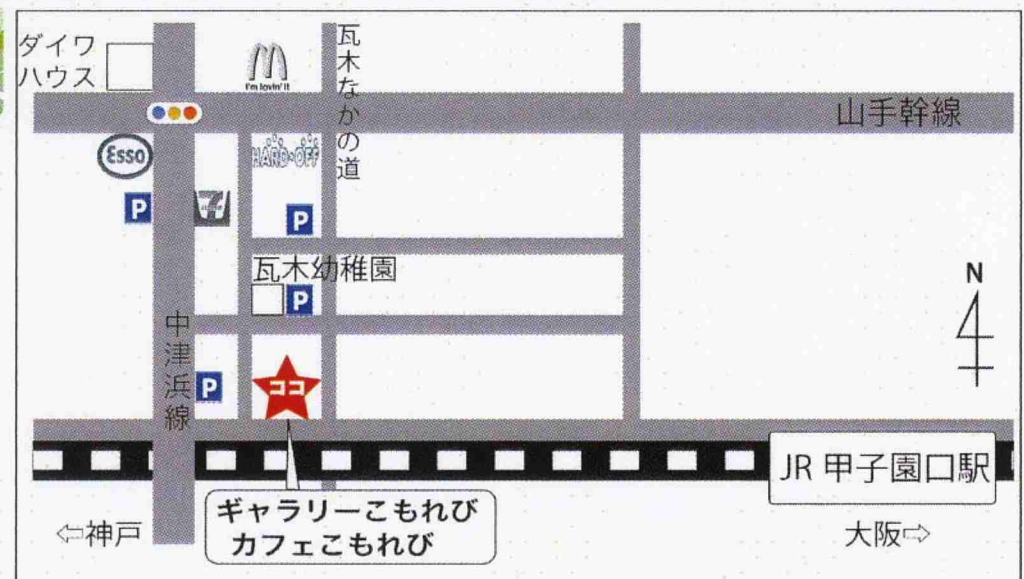 ダイワ
ハウス
i'm lovin' it
瓦木なかの道
山手幹線
Esso
HARD・OFF
P
P
瓦木幼稚園
P
N
中津浜線
P
ココ
JR 甲子園口駅
ギャラリーこもれび
カフェこもれび
⇦神戸
大阪⇨